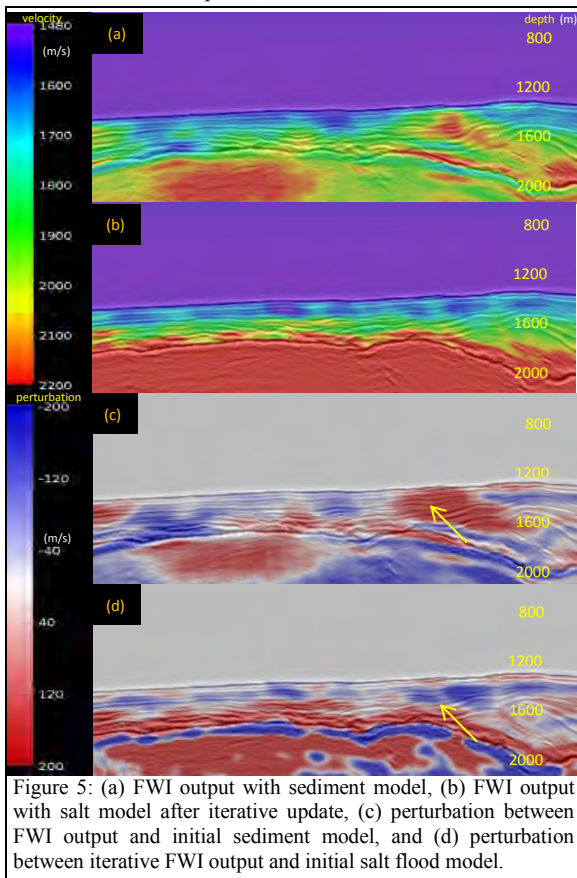 velocity
1480
(m/s)
1600
1700
1800
1900
2000
2100
2200
perturbation
-200
-120
(m/s)
-40
40
120
200
(a)
depth (m)
800
1200
1600
2000
(b)
800
1200
1600
2000
(c)
800
1200
1600
2000
(d)
800
1200
1600
2000
Figure 5: (a) FWI output with sediment model, (b) FWI output
with salt model after iterative update, (c) perturbation between
FWI output and initial sediment model, and (d) perturbation
between iterative FWI output and initial salt flood model.